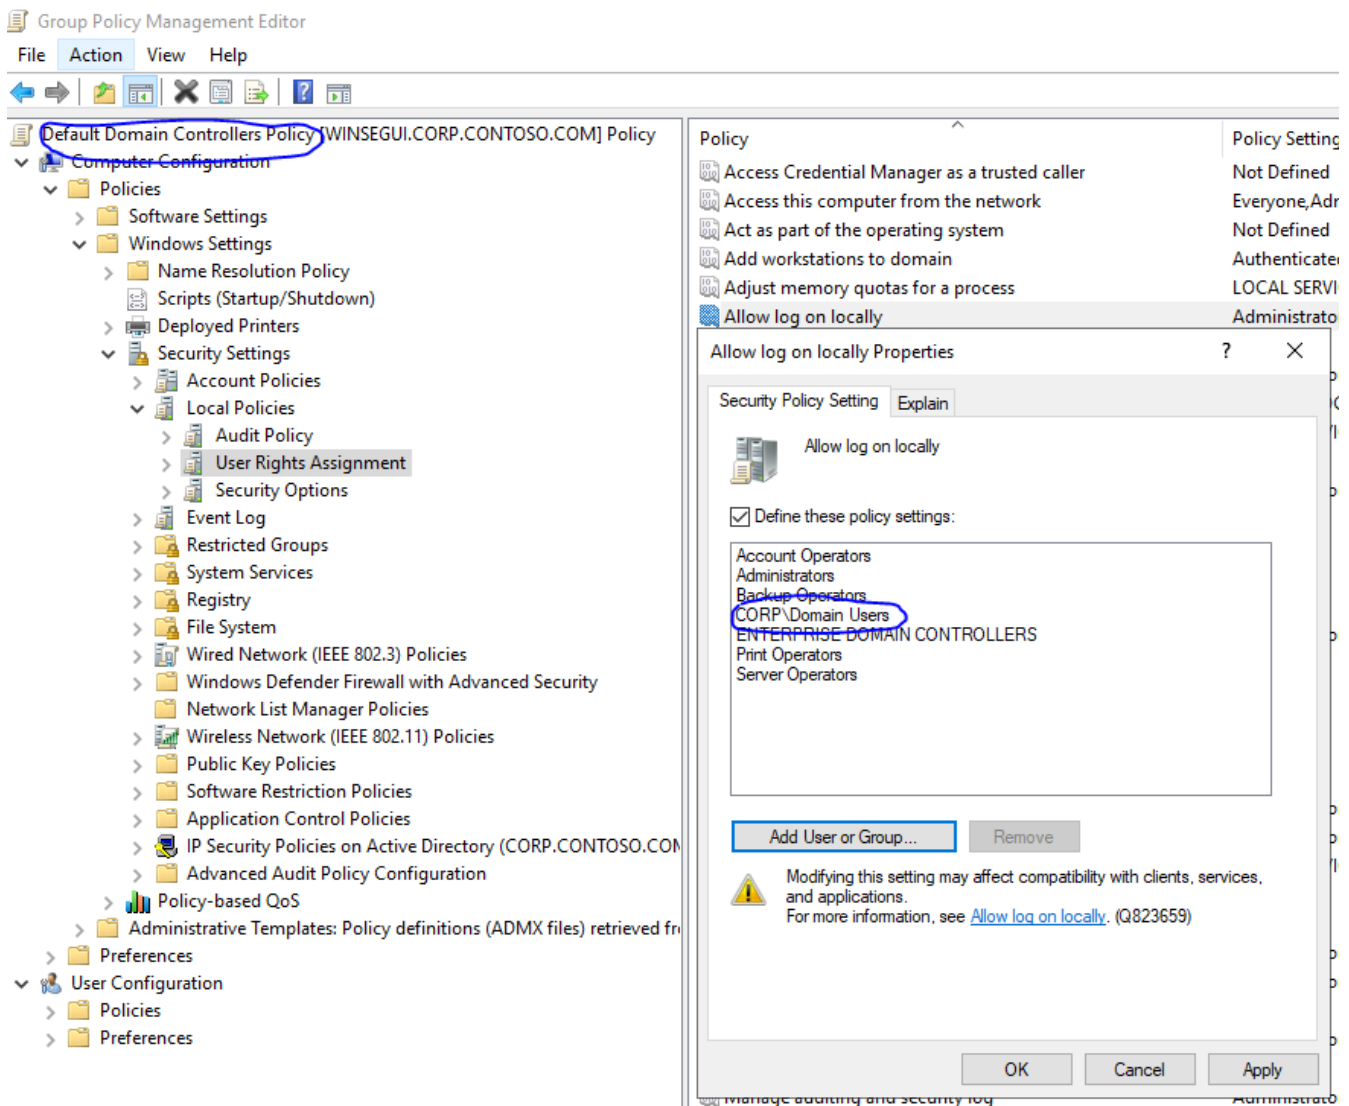 Group Policy Management Editor
File Action View Help
Default Domain Controllers Policy [WINSEGUI.CORP.CONTOSO.COM] Policy
Computer Configuration
Policies
Software Settings
Windows Settings
Name Resolution Policy
Scripts (Startup/Shutdown)
Deployed Printers
Security Settings
Account Policies
Local Policies
Audit Policy
User Rights Assignment
Security Options
Event Log
Restricted Groups
System Services
Registry
File System
Wired Network (IEEE 802.3) Policies
Windows Defender Firewall with Advanced Security
Network List Manager Policies
Wireless Network (IEEE 802.11) Policies
Public Key Policies
Software Restriction Policies
Application Control Policies
IP Security Policies on Active Directory (CORP.CONTOSO.CON
Advanced Audit Policy Configuration
Policy-based QoS
Administrative Templates: Policy definitions (ADMX files) retrieved fr
Preferences
User Configuration
Policies
Preferences
Policy Policy Setting
Access Credential Manager as a trusted caller Not Defined
Access this computer from the network Everyone,Adr
Act as part of the operating system Not Defined
Add workstations to domain Authenticate
Adjust memory quotas for a process LOCAL SERVI
Allow log on locally Administrato
Allow log on locally Properties ?
Security Policy Setting Explain
Allow log on locally
Define these policy settings:
Account Operators
Administrators
Backup Operators
CORP\Domain Users
ENTERPRISE DOMAIN CONTROLLERS
Print Operators
Server Operators
Add User or Group... Remove
Modifying this setting may affect compatibility with clients, services,
and applications.
For more information, see Allow log on locally. (Q823659)
OK Cancel Apply
Manage auditing and security log Administrato